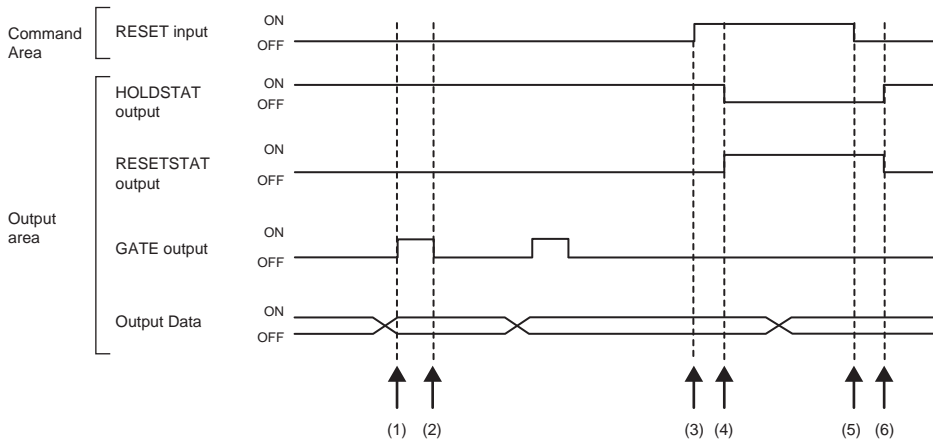 Command
Area
RESET input
ON
OFF
Output
area
HOLDSTAT
output
ON
OFF
RESETSTAT
output
ON
OFF
GATE output
ON
OFF
Output Data
ON
OFF
(1) (2) (3) (4) (5) (6)